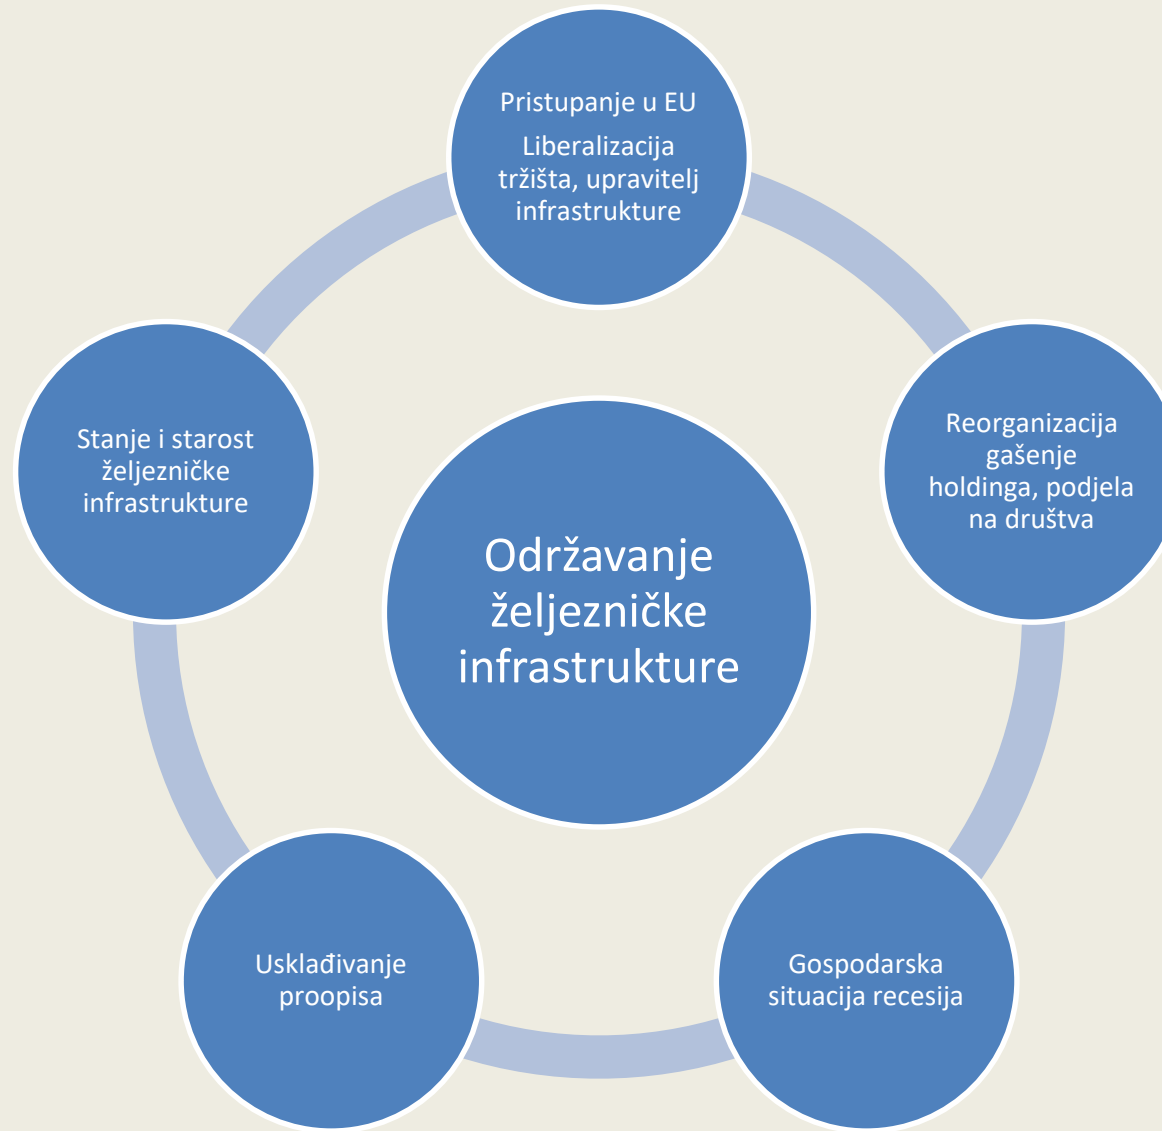 Pristupanje u EU
Liberalizacija
tržišta, upravitelj
infrastrukture
Reorganizacija
gašenje
holdinga, podjela
na društva
Gospodarska
situacija recesija
Usklađivanje
proopisa
Stanje i starost
željezničke
infrastrukture
Održavanje
željezničke
infrastrukture